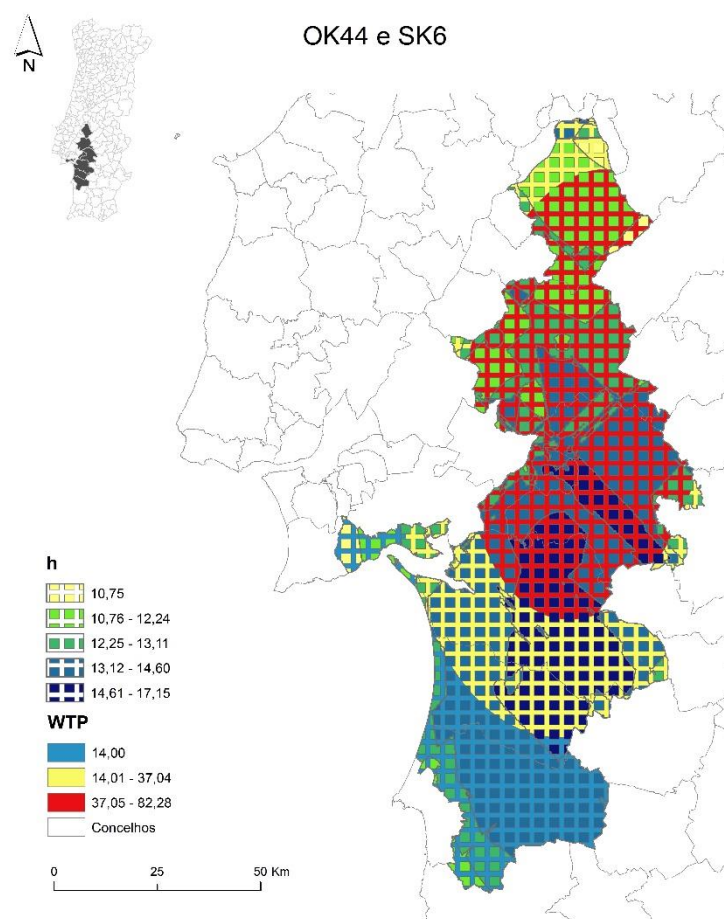 OK44 e SK6
N
h
10,75
10,76 - 12,24
12,25 - 13,11
13,12 - 14,60
14,61 - 17,15
WTP
14,00
14,01 - 37,04
37,05 - 82,28
Concelhos
0 25 50 Km